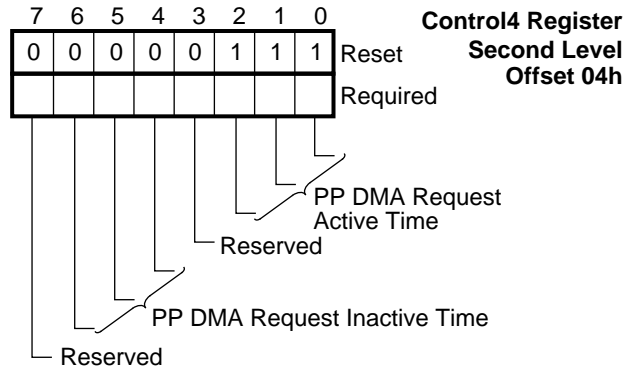 7 6 5 4 3 2 1 0
Control4 Register
Second Level
Offset 04h
0 0 0 0 0 1 1 1 Reset
Required
PP DMA Request
Active Time
Reserved
PP DMA Request Inactive Time
Reserved